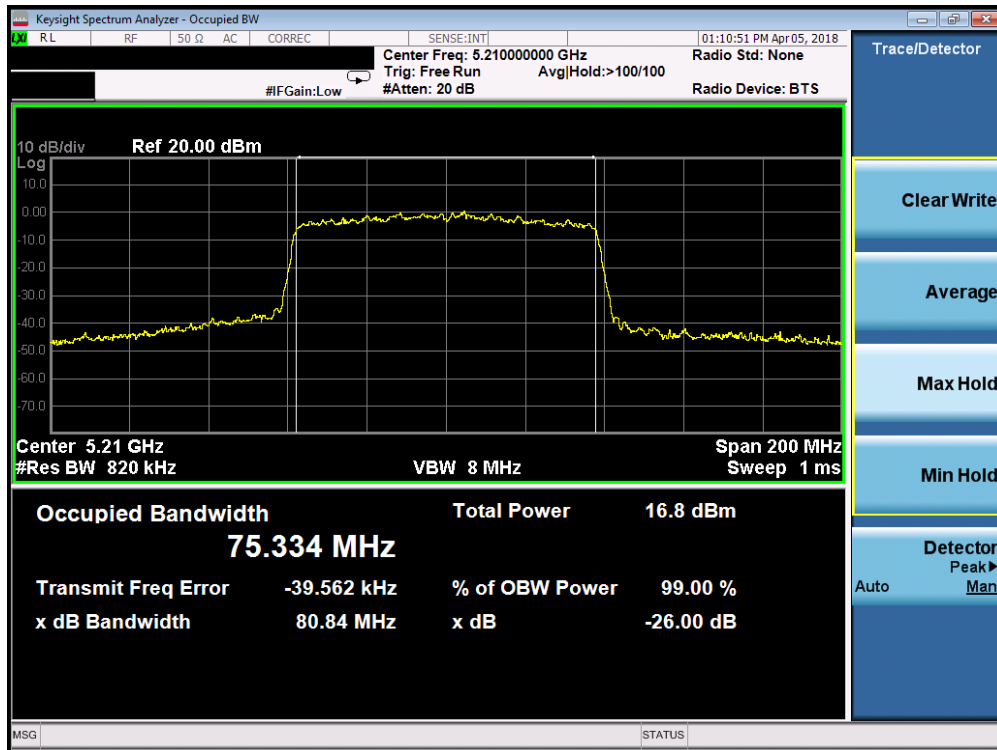 Keysight Spectrum Analyzer - Occupied BW
LXI RL RF 50 Ω AC CORREC SENSE:INT 01:10:51 PM Apr 05, 2018
Center Freq: 5.210000000 GHz Radio Std: None
Trig: Free Run Avg|Hold:>100/100
#IFGain:Low #Atten: 20 dB Radio Device: BTS
10 dB/div Ref 20.00 dBm
Log
10.0
0.00
-10.0
-20.0
-30.0
-40.0
-50.0
-60.0
-70.0
Center 5.21 GHz Span 200 MHz
#Res BW 820 kHz VBW 8 MHz Sweep 1 ms
Occupied Bandwidth Total Power 16.8 dBm
75.334 MHz
Transmit Freq Error -39.562 kHz % of OBW Power 99.00 %
x dB Bandwidth 80.84 MHz x dB -26.00 dB
MSG STATUS
Trace/Detector
Clear Write
Average
Max Hold
Min Hold
Detector
Peak▶
Auto Man